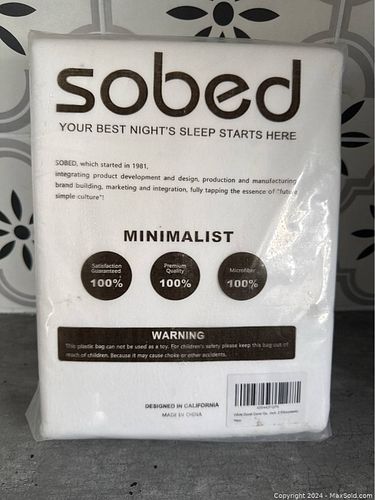 sobed
YOUR BEST NIGHT'S SLEEP STARTS HERE
SOBED, which started in 1981,
integrating product development and design, production and manufacturing
brand building, marketing and integration, fully tapping the essence of "future
simple culture"!
MINIMALIST
Satisfaction
Guaranteed
100%
Premium
Quality
100%
Microfiber
100%
WARNING
This plastic bag can not be used as a toy. For children's safety please keep this bag out of
reach of children. Because it may cause choke or other accidents.
DESIGNED IN CALIFORNIA
MADE IN CHINA
White Duvet Cover
New
Copyright 2024 - MaxSold.com